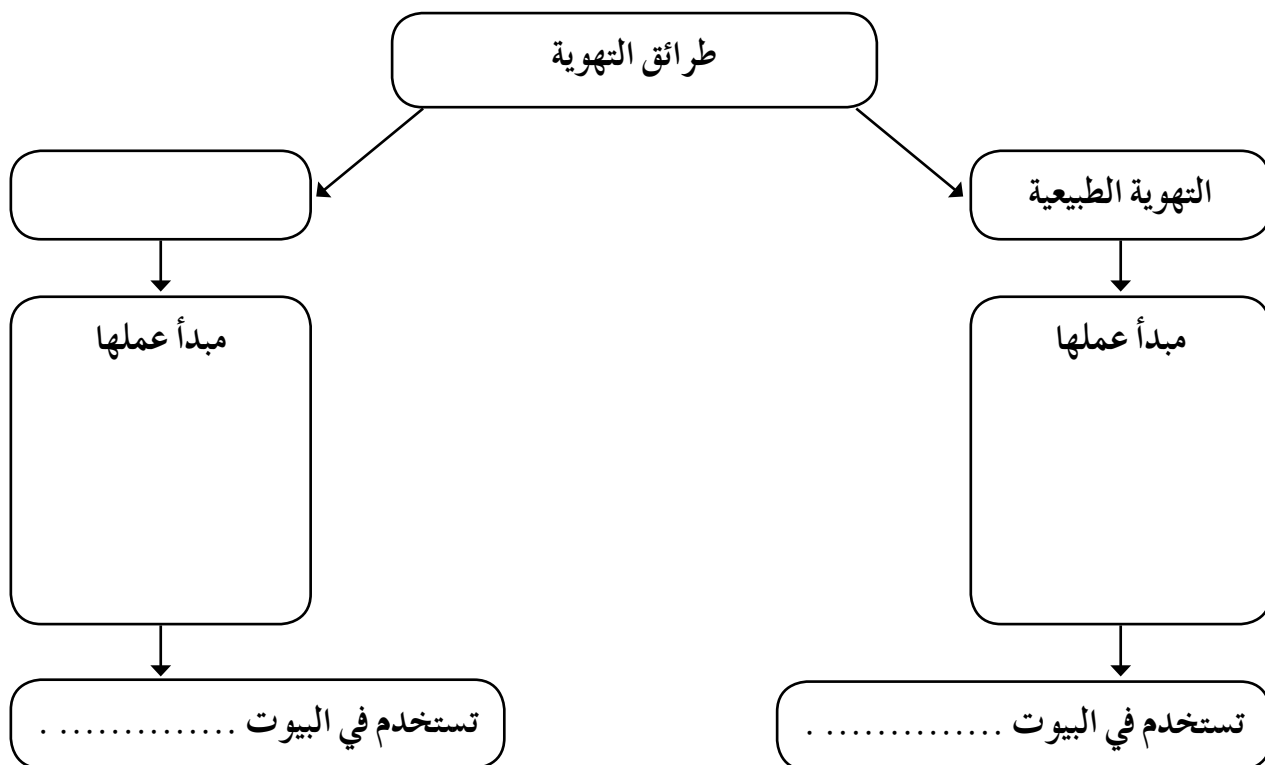 طرائق التهوية
التهوية الطبيعية
مبدأ عملها
مبدأ عملها
تستخدم في البيوت ............... .
تستخدم في البيوت .............. .